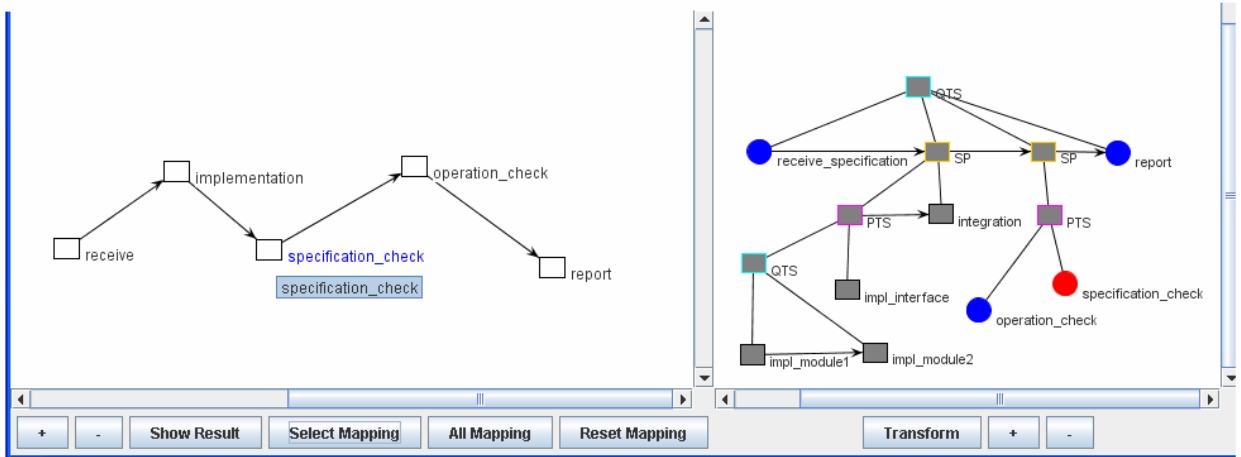 implementation
operation_check
receive
specification_check
report
specification_check
QTS
receive_specification
SP
SP
report
PTS
integration
PTS
QTS
impl_interface
specification_check
operation_check
impl_module1
impl_module2
+ - Show Result Select Mapping All Mapping Reset Mapping Transform + -